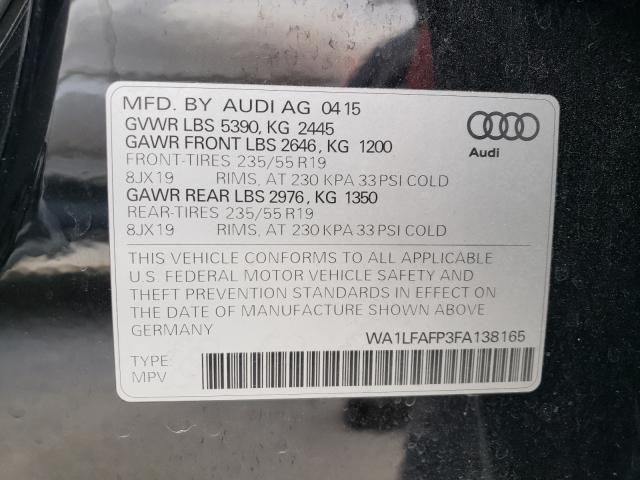 MFD. BY AUDI AG 0415
GVWR LBS 5390, KG 2445
GAWR FRONT LBS 2646, KG 1200
FRONT-TIRES 235/55 R19
8JX19 RIMS, AT 230 KPA 33 PSI COLD
GAWR REAR LBS 2976, KG 1350
REAR-TIRES 235/55 R19
8JX19 RIMS, AT 230 KPA 33 PSI COLD
Audi
THIS VEHICLE CONFORMS TO ALL APPLICABLE
U.S. FEDERAL MOTOR VEHICLE SAFETY AND
THEFT PREVENTION STANDARDS IN EFFECT ON
THE DATE OF MANUFACTURE SHOWN ABOVE
GERMANY
WA1LFAFP3FA138165
TYPE
MPV